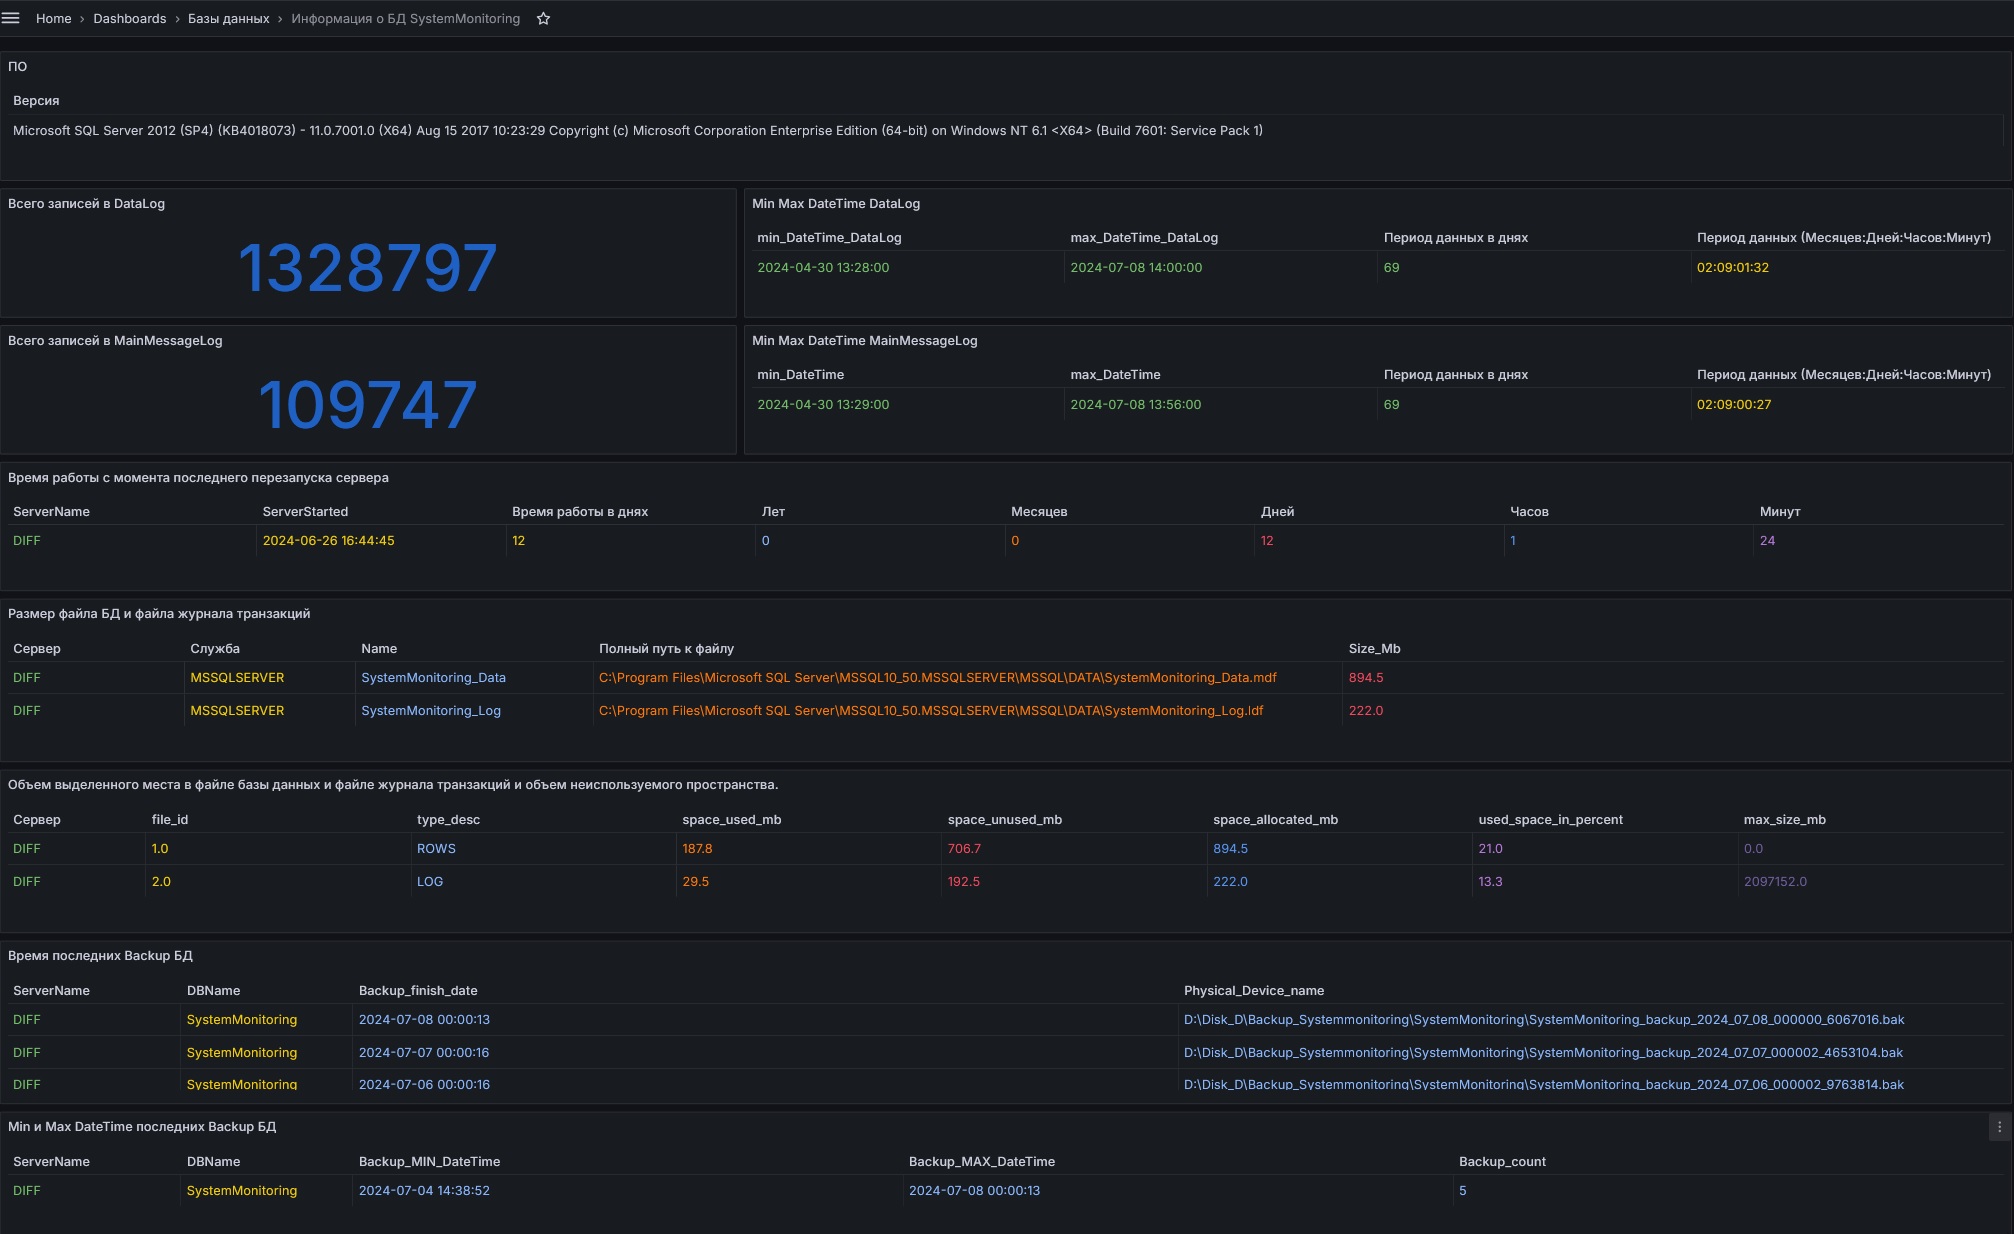 Home › Dashboards › Базы данных › Информация о БД SystemMonitoring
ПО
Версия
Microsoft SQL Server 2012 (SP4) (KB4018073) - 11.0.7001.0 (X64) Aug 15 2017 10:23:29 Copyright (c) Microsoft Corporation Enterprise Edition (64-bit) on Windows NT 6.1 <X64> (Build 7601: Service Pack 1)
Всего записей в DataLog
1328797
Min Max DateTime DataLog
min_DateTime_DataLog max_DateTime_DataLog Период данных в днях Период данных (Месяцев:Дней:Часов:Минут)
2024-04-30 13:28:00 2024-07-08 14:00:00 69 02:09:01:32
Всего записей в MainMessageLog
109747
Min Max DateTime MainMessageLog
min_DateTime max_DateTime Период данных в днях Период данных (Месяцев:Дней:Часов:Минут)
2024-04-30 13:29:00 2024-07-08 13:56:00 69 02:09:00:27
Время работы с момента последнего перезапуска сервера
ServerName ServerStarted Время работы в днях Лет Месяцев Дней Часов Минут
DIFF 2024-06-26 16:44:45 12 0 0 12 1 24
Размер файла БД и файла журнала транзакций
Сервер Служба Name Полный путь к файлу Size_Mb
DIFF MSSQLSERVER SystemMonitoring_Data C:\Program Files\Microsoft SQL Server\MSSQL10_50.MSSQLSERVER\MSSQL\DATA\SystemMonitoring_Data.mdf 894.5
DIFF MSSQLSERVER SystemMonitoring_Log C:\Program Files\Microsoft SQL Server\MSSQL10_50.MSSQLSERVER\MSSQL\DATA\SystemMonitoring_Log.ldf 222.0
Объем выделенного места в файле базы данных и файле журнала транзакций и объем неиспользуемого пространства.
Сервер file_id type_desc space_used_mb space_unused_mb space_allocated_mb used_space_in_percent max_size_mb
DIFF 1.0 ROWS 187.8 706.7 894.5 21.0 0.0
DIFF 2.0 LOG 29.5 192.5 222.0 13.3 2097152.0
Время последних Backup БД
ServerName DBName Backup_finish_date Physical_Device_name
DIFF SystemMonitoring 2024-07-08 00:00:13 D:\Disk_D\Backup_Systemmonitoring\SystemMonitoring\SystemMonitoring_backup_2024_07_08_000000_6067016.bak
DIFF SystemMonitoring 2024-07-07 00:00:16 D:\Disk_D\Backup_Systemmonitoring\SystemMonitoring\SystemMonitoring_backup_2024_07_07_000002_4653104.bak
DIFF SystemMonitoring 2024-07-06 00:00:16 D:\Disk_D\Backup_Systemmonitoring\SystemMonitoring\SystemMonitoring_backup_2024_07_06_000002_9763814.bak
Min и Max DateTime последних Backup БД
ServerName DBName Backup_MIN_DateTime Backup_MAX_DateTime Backup_count
DIFF SystemMonitoring 2024-07-04 14:38:52 2024-07-08 00:00:13 5